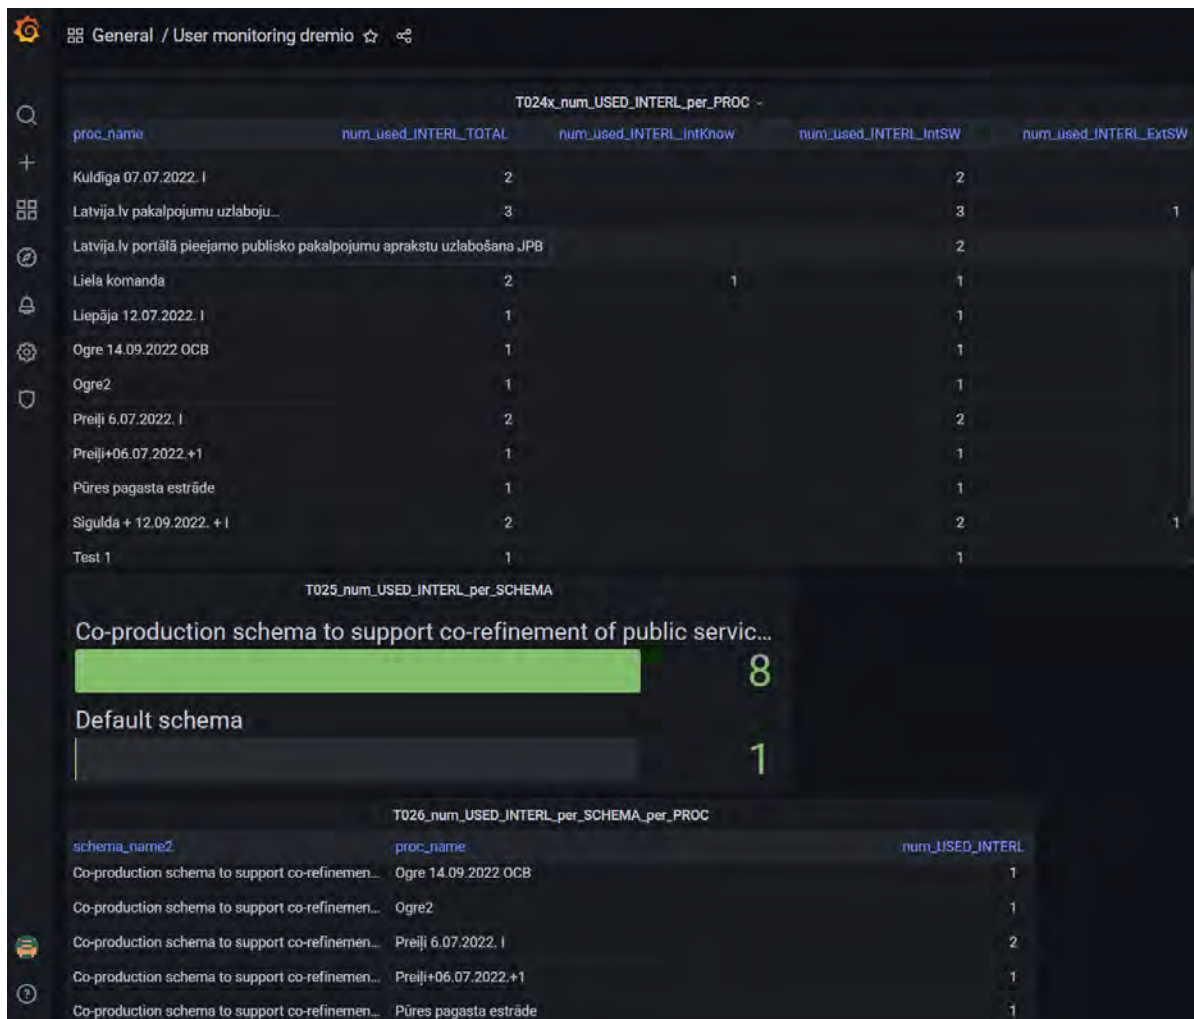 General / User monitoring dremio
T024x_num_USED_INTERL_per_PROC
proc_name num_used_INTERL_TOTAL num_used_INTERL_IntKnow num_used_INTERL_IntSW num_used_INTERL_ExtSW
Kuldīga 07.07.2022. I 2 2
Latvija.lv pakalpojumu uzlaboju... 3 3 1
Latvija.lv portālā pieejamo publisko pakalpojumu aprakstu uzlabošana JPB 2
Liela komanda 2 1 1
Liepāja 12.07.2022. I 1 1
Ogre 14.09.2022 OCB 1 1
Ogre2 1 1
Preiļi 6.07.2022. I 2 2
Preiļi+06.07.2022.+1 1 1
Pūres pagasta estrāde 1 1
Sigulda + 12.09.2022. + I 2 2 1
Test 1 1 1
T025_num_USED_INTERL_per_SCHEMA
Co-production schema to support co-refinement of public servic...
8
Default schema
1
T026_num_USED_INTERL_per_SCHEMA_per_PROC
schema_name2 proc_name num_USED_INTERL
Co-production schema to support co-refinemen... Ogre 14.09.2022 OCB 1
Co-production schema to support co-refinemen... Ogre2 1
Co-production schema to support co-refinemen... Preiļi 6.07.2022. I 2
Co-production schema to support co-refinemen... Preiļi+06.07.2022.+1 1
Co-production schema to support co-refinemen... Pūres pagasta estrāde 1